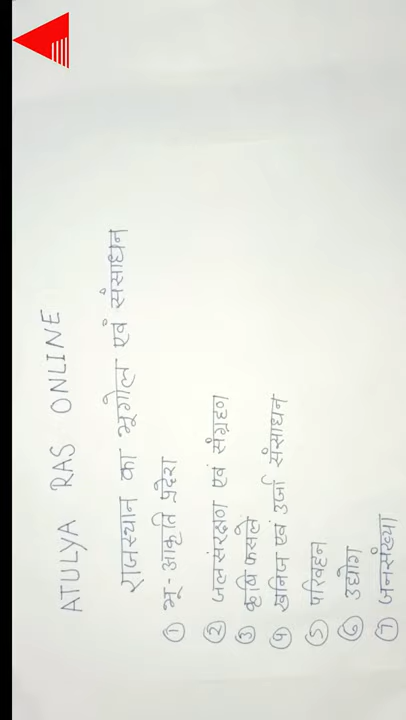 ATULYA RAS ONLINE
राजस्थान का भूगोल एवं संसाधन
① भू-आकृति प्रदेश
② जलसंरक्षण एवं संग्रहण
③ कृषि फसले
④ खनिज एवं उर्जा संसाधन
⑤ परिवहन
⑥ उद्योग
⑦ जनसंख्या